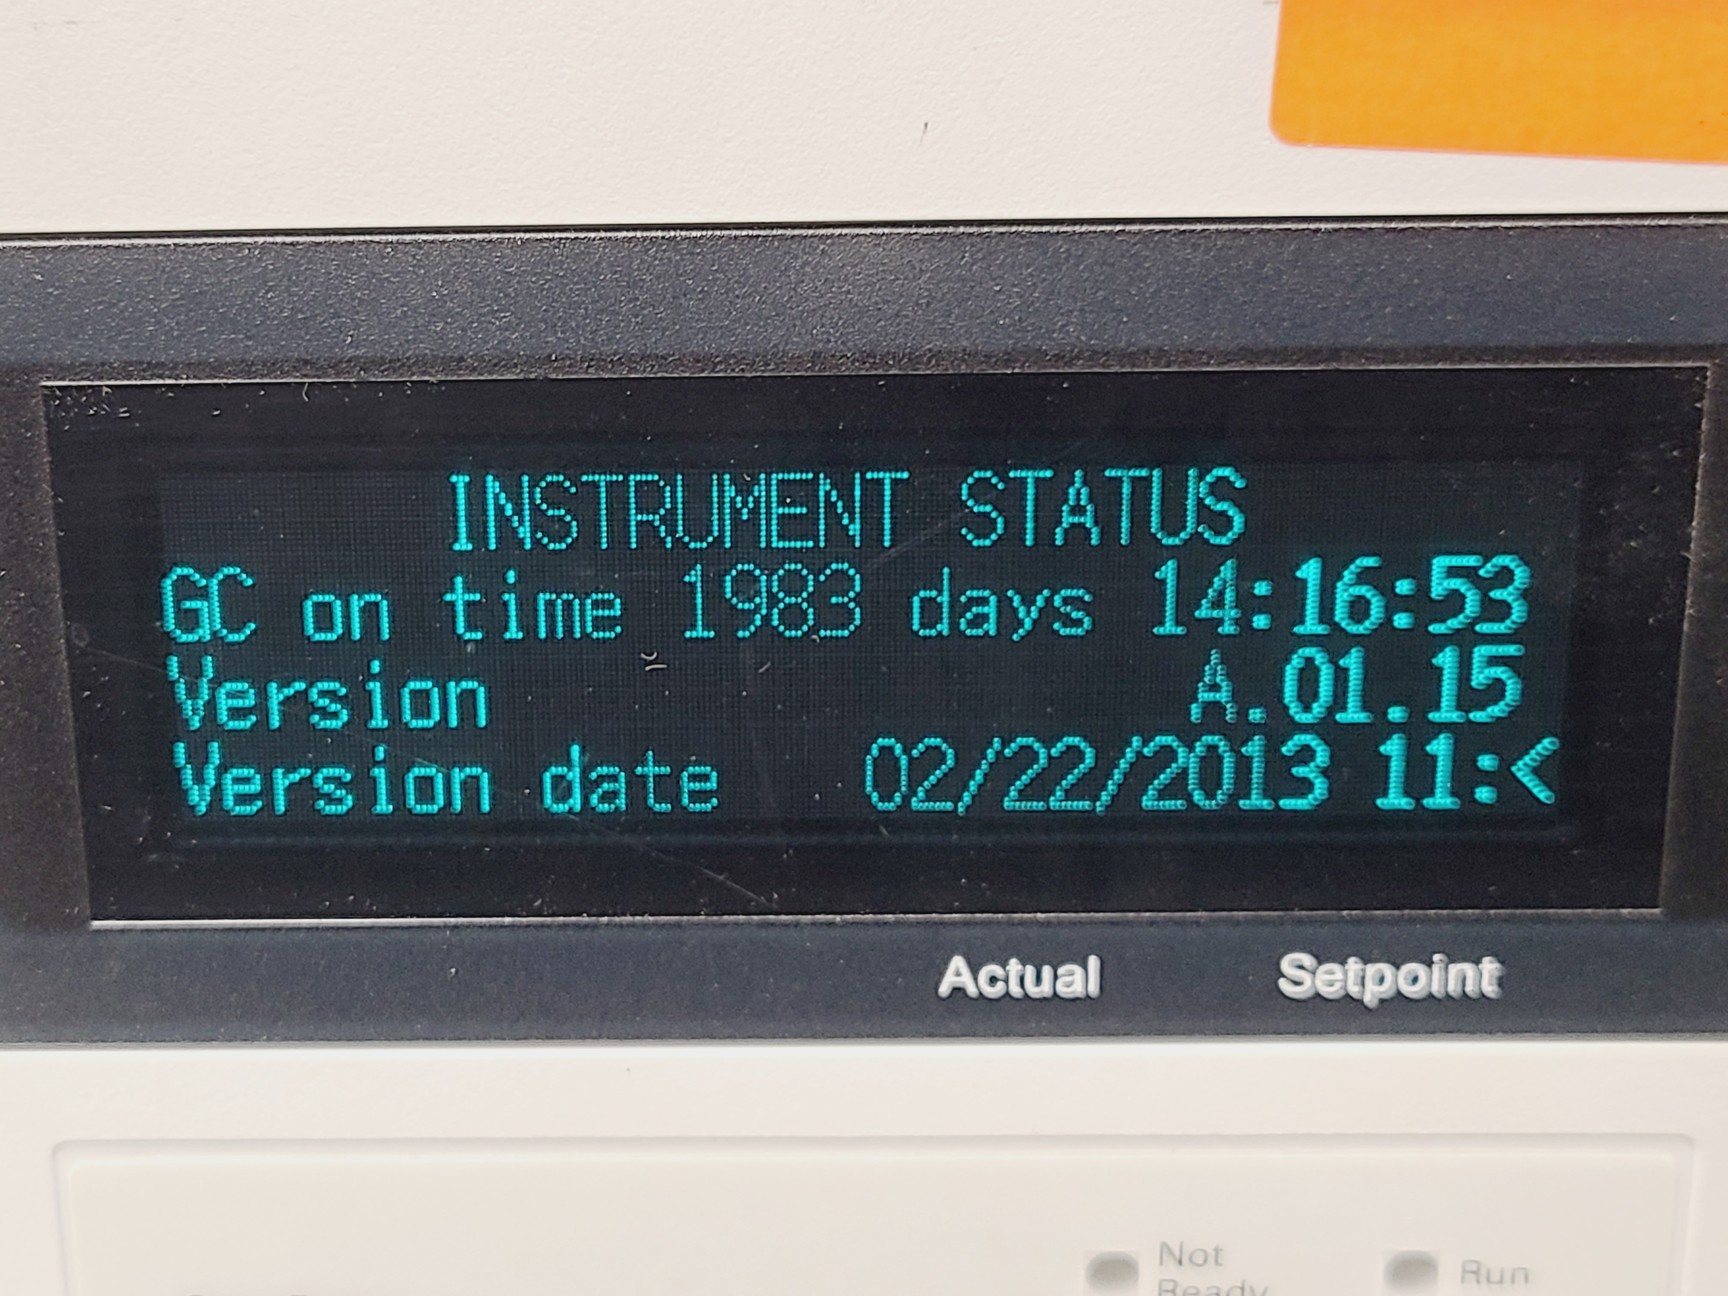 INSTRUMENT STATUS
GC on time 1983 days 14:16:53
Version A.01.15
Version date 02/22/2013 11:<
Actual Setpoint
Not Ready
Run